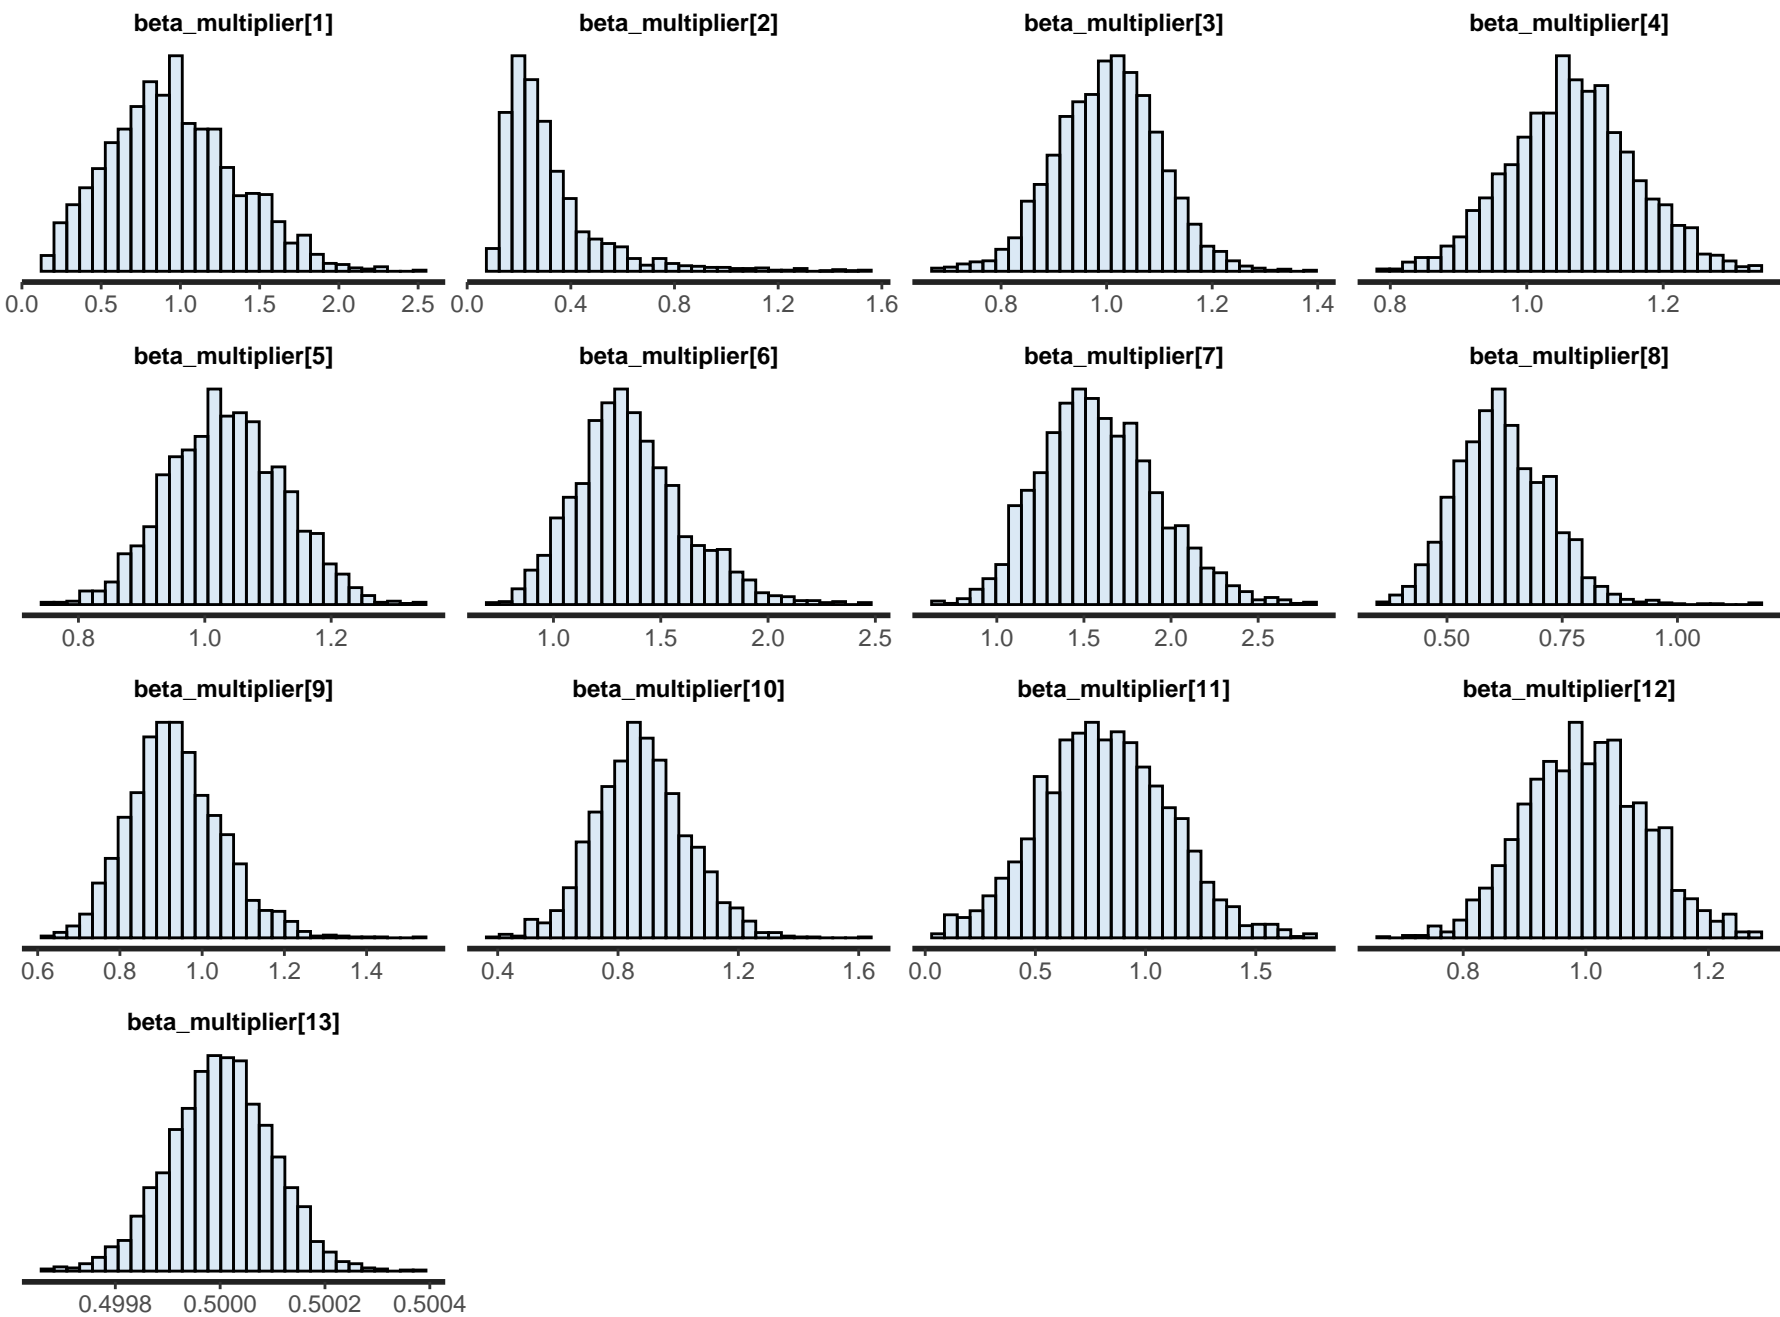 beta_multiplier[1] beta_multiplier[2] beta_multiplier[3] beta_multiplier[4]
0.0 0.5 1.0 1.5 2.0 2.5 0.0 0.4 0.8 1.2 1.6 0.8 1.0 1.2 1.4 0.8 1.0 1.2
beta_multiplier[5] beta_multiplier[6] beta_multiplier[7] beta_multiplier[8]
0.8 1.0 1.2 1.0 1.5 2.0 2.5 1.0 1.5 2.0 2.5 0.50 0.75 1.00
beta_multiplier[9] beta_multiplier[10] beta_multiplier[11] beta_multiplier[12]
0.6 0.8 1.0 1.2 1.4 0.4 0.8 1.2 1.6 0.0 0.5 1.0 1.5 0.8 1.0 1.2
beta_multiplier[13]
0.4998 0.5000 0.5002 0.5004